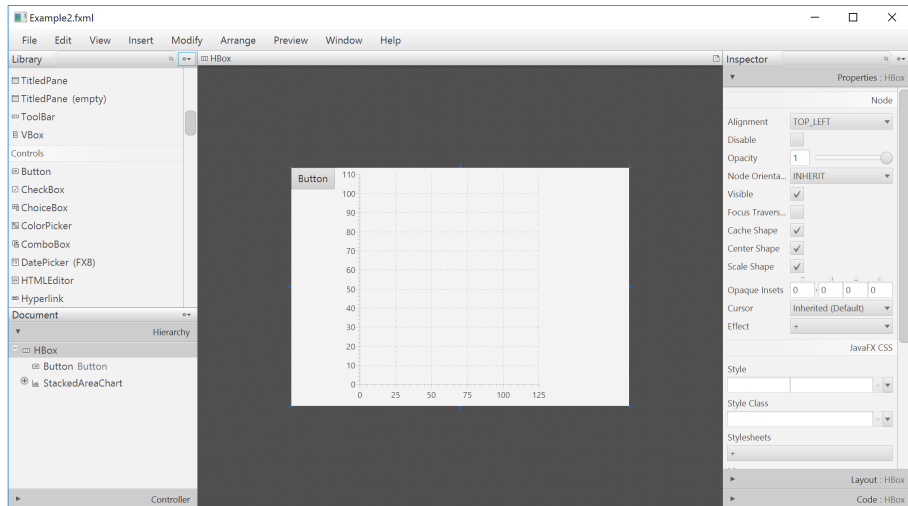 Example2.fxml
File Edit View Insert Modify Arrange Preview Window Help
Library
TitledPane
TitledPane (empty)
ToolBar
VBox
Controls
Button
CheckBox
ChoiceBox
ColorPicker
ComboBox
DatePicker (FX8)
HTMLEditor
Hyperlink
Document
Hierarchy
HBox
Button Button
StackedAreaChart
Controller
HBox
Button
110
100
90
80
70
60
50
40
30
20
10
0
0 25 50 75 100 125
Inspector
Properties : HBox
Node
Alignment TOP_LEFT
Disable
Opacity 1
Node Orienta... INHERIT
Visible
Focus Travers...
Cache Shape
Center Shape
Scale Shape
Opaque Insets 0 0 0 0
Cursor Inherited (Default)
Effect +
JavaFX CSS
Style
Style Class
Stylesheets
+
Layout : HBox
Code : HBox